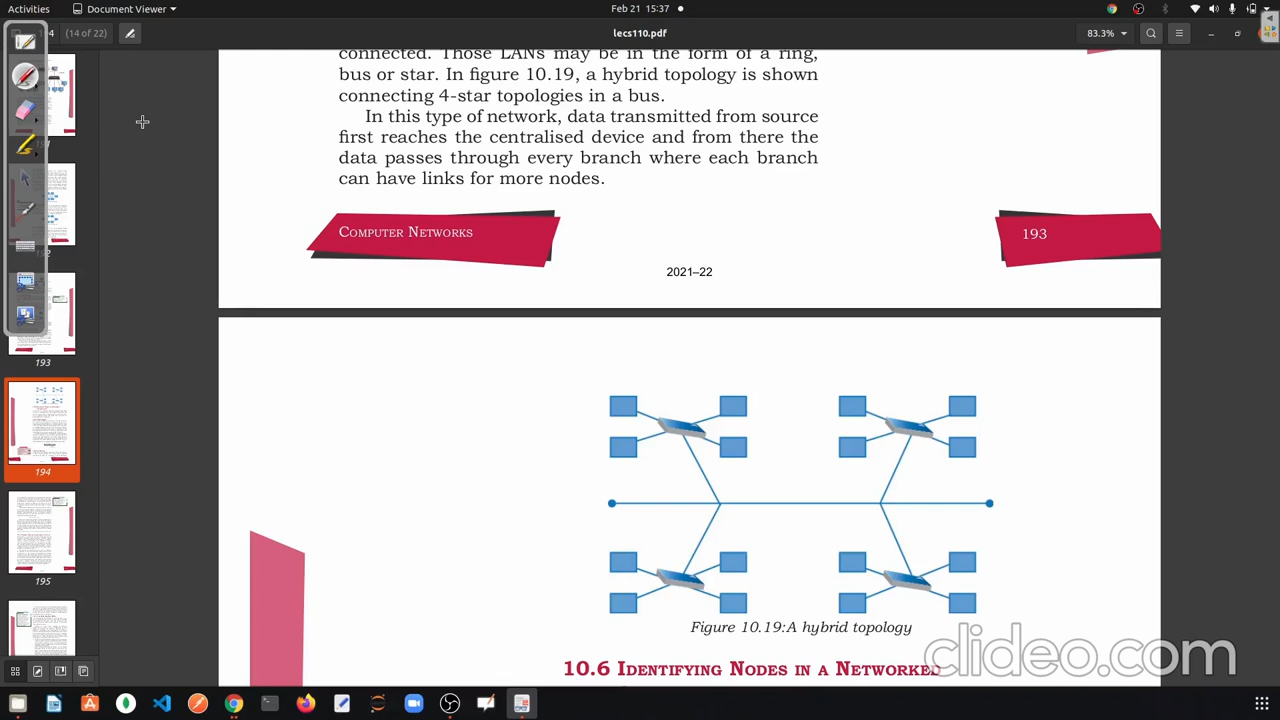 Activities
Document Viewer
Feb 21 15:37
(14 of 22)
lecs110.pdf
83.3%
connected. Those LANs may be in the form of a ring,
bus or star. In figure 10.19, a hybrid topology is shown
connecting 4-star topologies in a bus.
In this type of network, data transmitted from source
first reaches the centralised device and from there the
data passes through every branch where each branch
can have links for more nodes.
Computer Networks
193
2021–22
193
194
195
Figure 10.19:A hybrid topology
10.6 Identifying Nodes in a Networked
clideo.com